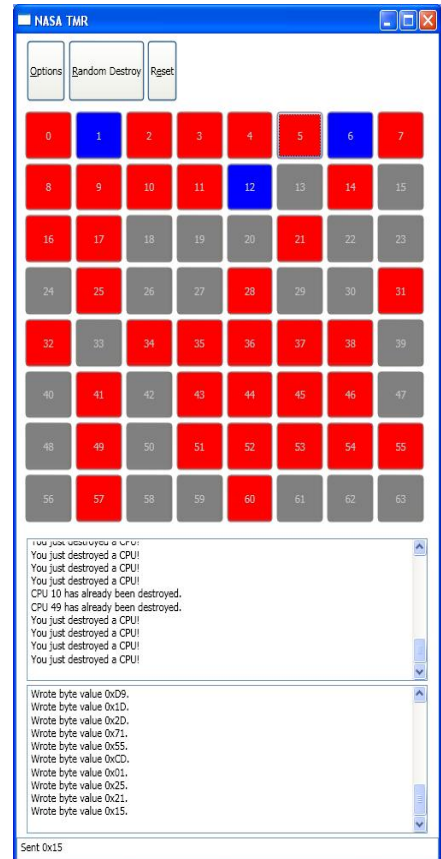 NASA TMR
Options Random Destroy Reset
0 1 2 3 4 5 6 7
8 9 10 11 12 13 14 15
16 17 18 19 20 21 22 23
24 25 26 27 28 29 30 31
32 33 34 35 36 37 38 39
40 41 42 43 44 45 46 47
48 49 50 51 52 53 54 55
56 57 58 59 60 61 62 63
You just destroyed a CPU!
You just destroyed a CPU!
You just destroyed a CPU!
You just destroyed a CPU!
CPU 10 has already been destroyed.
CPU 49 has already been destroyed.
You just destroyed a CPU!
You just destroyed a CPU!
You just destroyed a CPU!
You just destroyed a CPU!
Wrote byte value 0xD9.
Wrote byte value 0x1D.
Wrote byte value 0x2D.
Wrote byte value 0x71.
Wrote byte value 0x55.
Wrote byte value 0xCD.
Wrote byte value 0x01.
Wrote byte value 0x25.
Wrote byte value 0x21.
Wrote byte value 0x15.
Sent 0x15